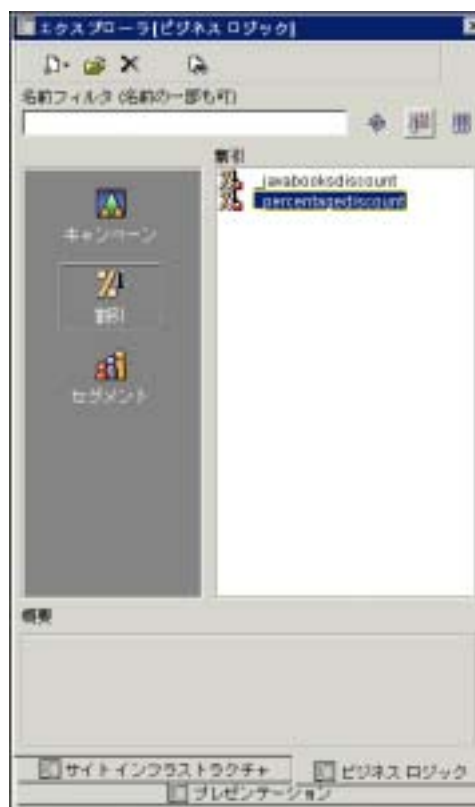 エクスプローラ[ビジネス ロジック]
名前フィルタ (名前の一部も可)
割引
キャンペーン
割引
セグメント
javabooksdiscount
percentagediscount
概要
サイト インフラストラクチャ
ビジネス ロジック
プレゼンテーション